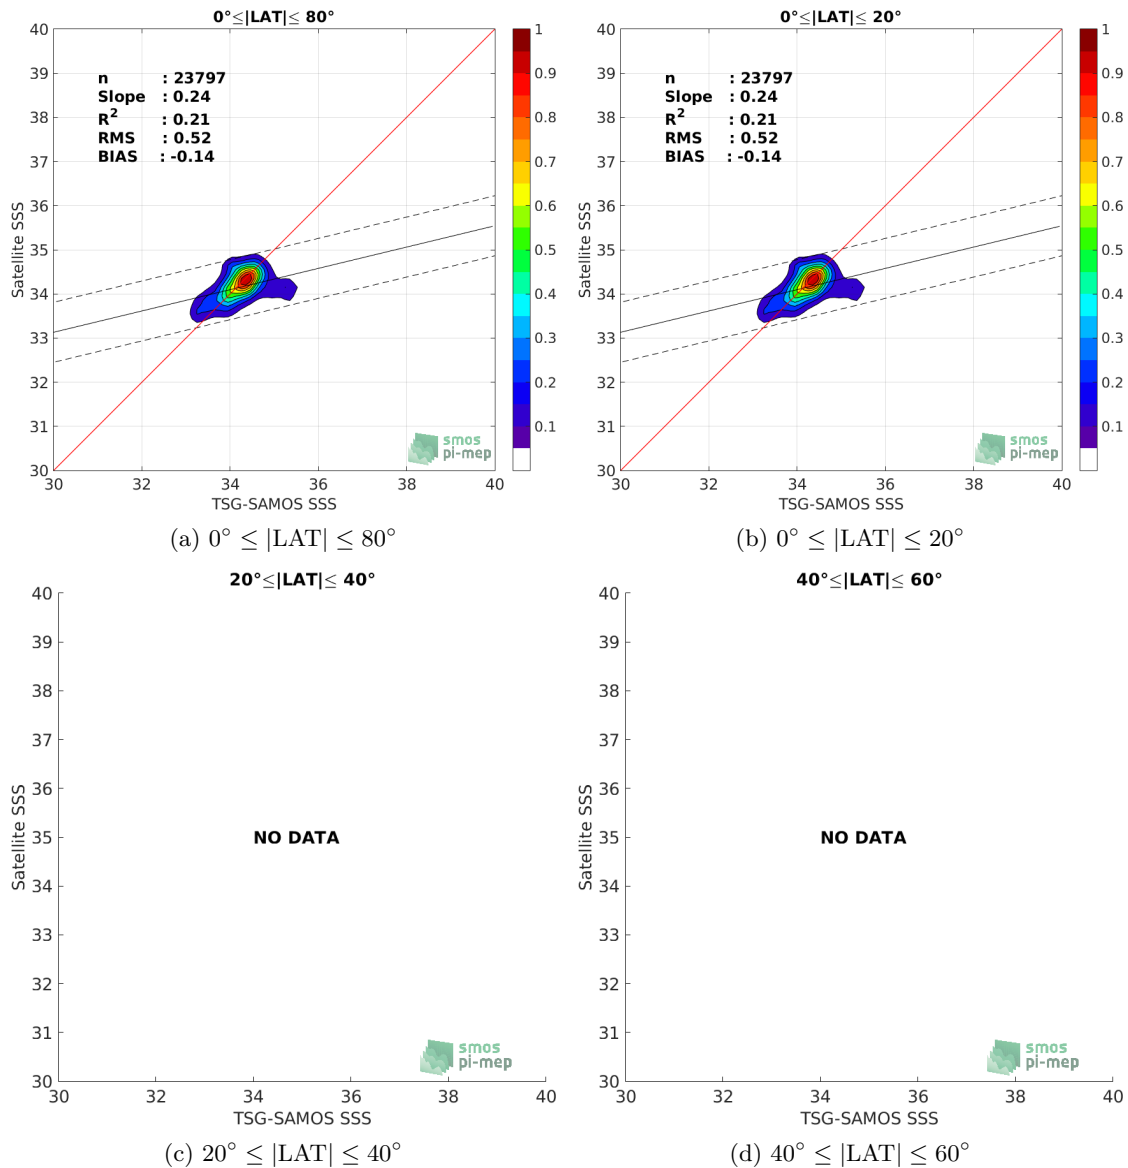 0°≤|LAT|≤ 80°
40
39
38
37
36
35
34
33
32
31
30
Satellite SSS
n : 23797
Slope : 0.24
R² : 0.21
RMS : 0.52
BIAS : -0.14
1
0.9
0.8
0.7
0.6
0.5
0.4
0.3
0.2
0.1
smos
pi-mep
30 32 34 36 38 40
TSG-SAMOS SSS
(a) 0° ≤ |LAT| ≤ 80°
0°≤|LAT|≤ 20°
40
39
38
37
36
35
34
33
32
31
30
Satellite SSS
n : 23797
Slope : 0.24
R² : 0.21
RMS : 0.52
BIAS : -0.14
1
0.9
0.8
0.7
0.6
0.5
0.4
0.3
0.2
0.1
smos
pi-mep
30 32 34 36 38 40
TSG-SAMOS SSS
(b) 0° ≤ |LAT| ≤ 20°
20°≤|LAT|≤ 40°
40
39
38
37
36
35
34
33
32
31
30
Satellite SSS
NO DATA
smos
pi-mep
30 32 34 36 38 40
TSG-SAMOS SSS
(c) 20° ≤ |LAT| ≤ 40°
40°≤|LAT|≤ 60°
40
39
38
37
36
35
34
33
32
31
30
Satellite SSS
NO DATA
smos
pi-mep
30 32 34 36 38 40
TSG-SAMOS SSS
(d) 40° ≤ |LAT| ≤ 60°